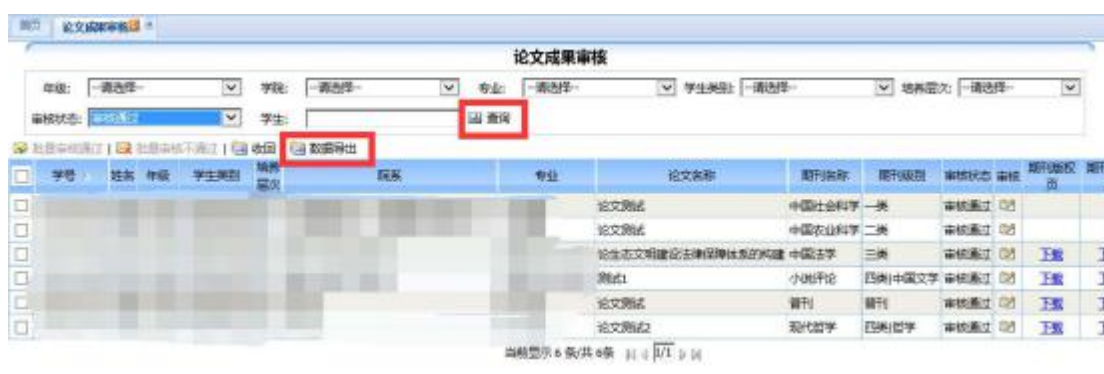 首页 论文成果审核
论文成果审核
年级: --请选择-- 学院: --请选择-- 专业: --请选择-- 学生类别: --请选择-- 培养层次: --请选择--
审核状态: 审核通过 学生: 查询
批量审核通过 | 批量审核不通过 | 收回 数据导出
学号 姓名 年级 学生类别 培养层次 院系 专业 论文名称 期刊名称 期刊级别 审核状态 审核 期刊版权页 期刊
论文测试 中国社会科学 一类 审核通过
论文测试 中国农业科学 二类 审核通过
论生态文明建设法律保障体系的构建 中国法学 三类 审核通过 下载
测试1 小说评论 四类|中国文学 审核通过 下载
论文测试 普刊 普刊 审核通过 下载
论文测试2 现代哲学 四类|哲学 审核通过 下载
当前显示 6 条/共 6条 1/1